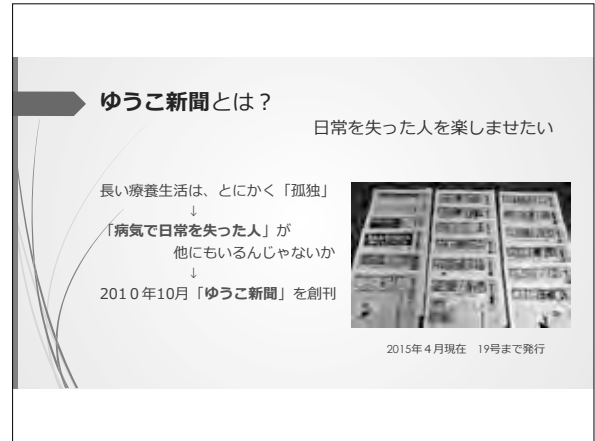 ゆうこ新聞とは？
日常を失った人を楽しませたい
長い療養生活は、とにかく「孤独」
↓
「病気で日常を失った人」が
他にもいるんじゃないか
↓
2010年10月「ゆうこ新聞」を創刊
2015年４月現在　19号まで発行